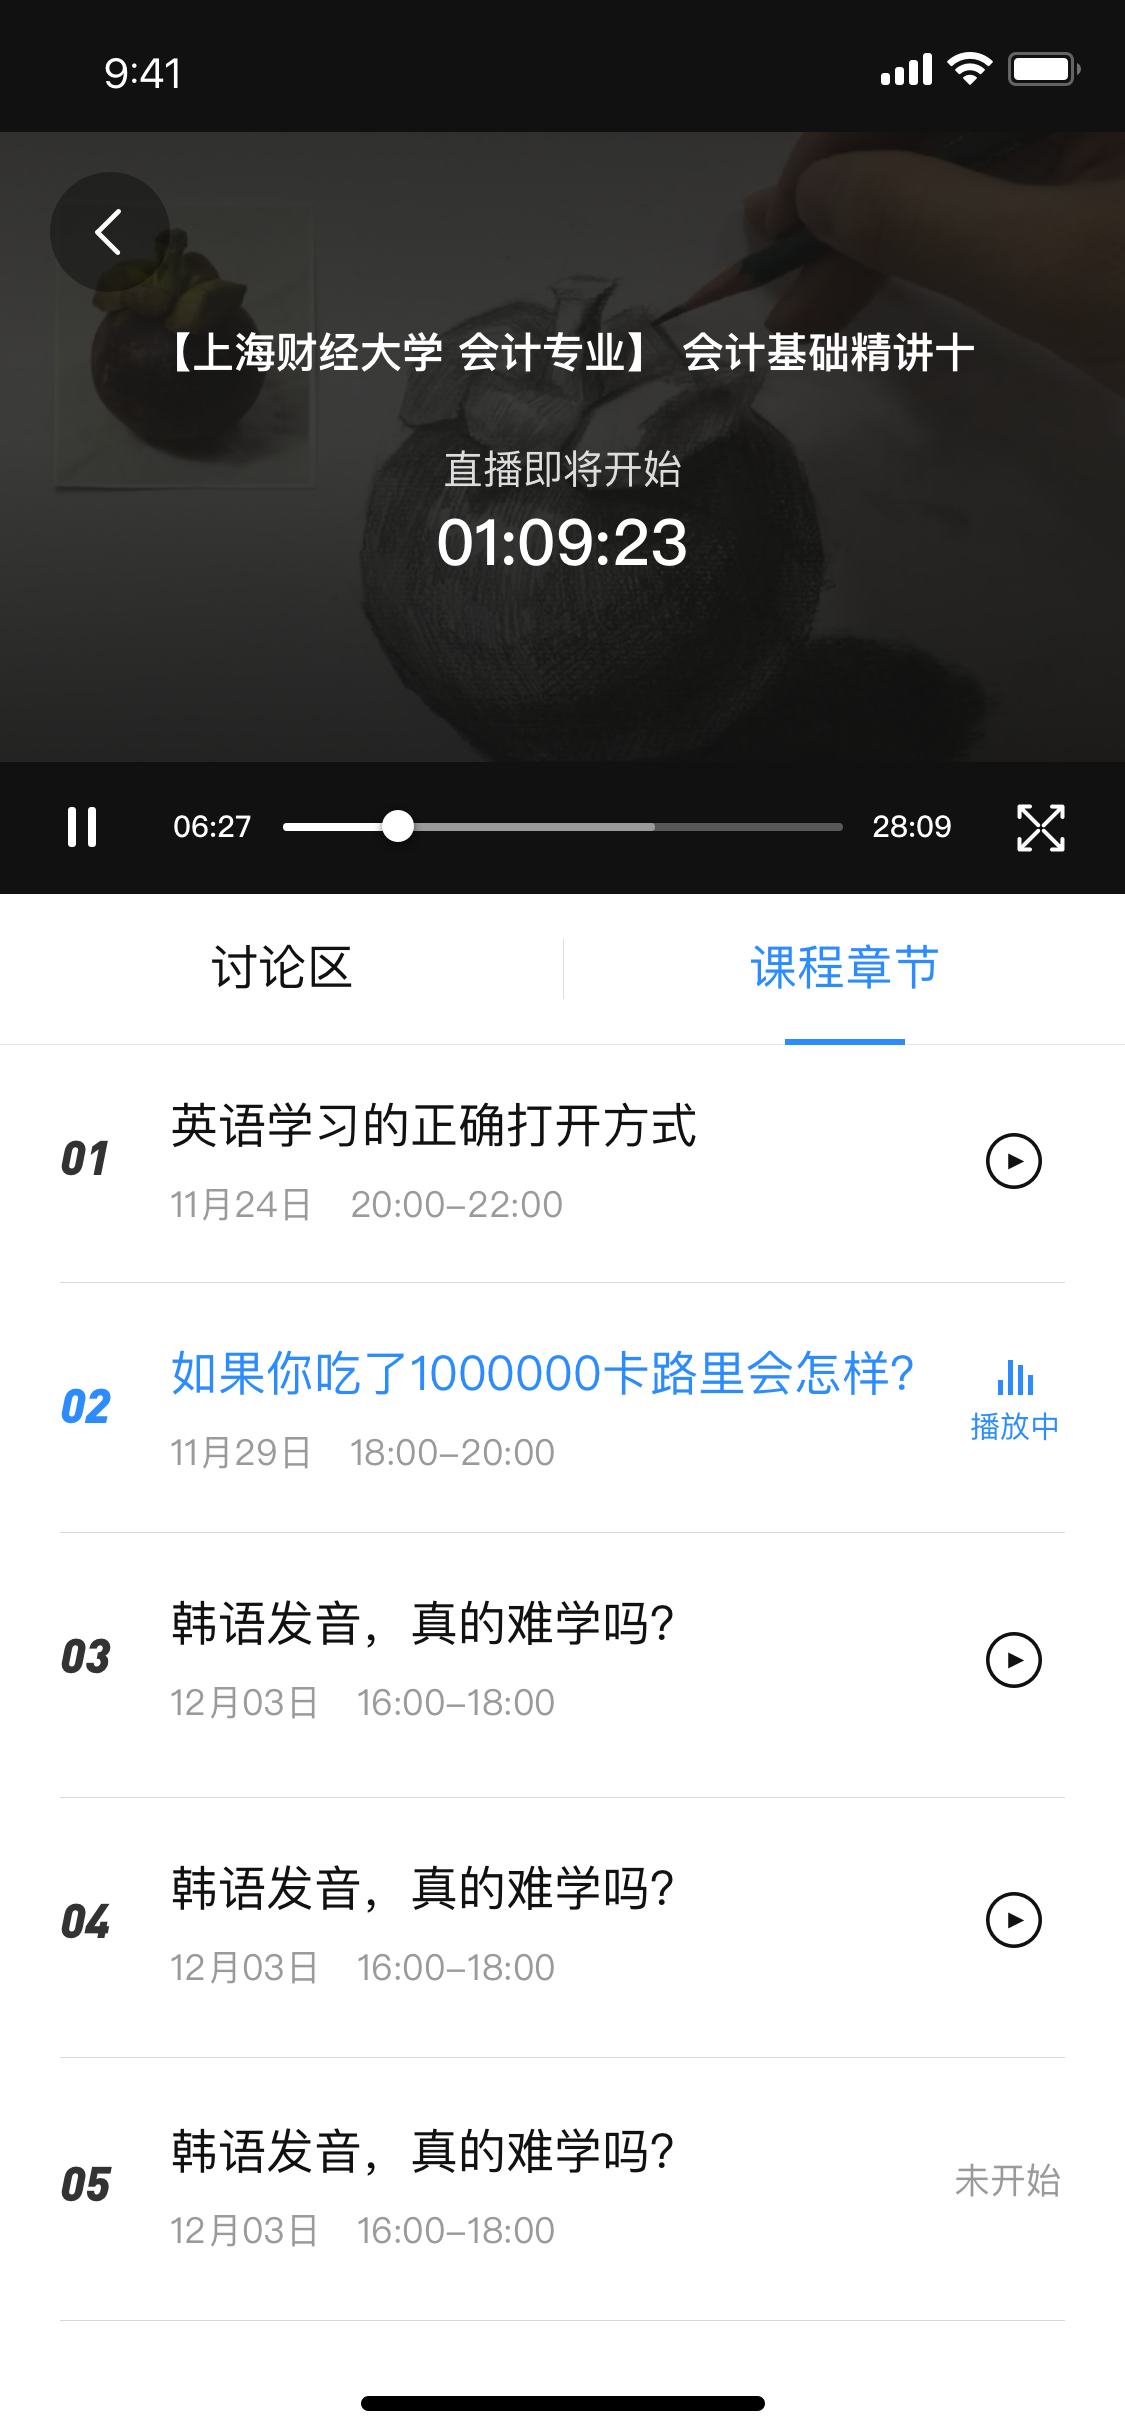 9:41
【上海财经大学 会计专业】 会计基础精讲十
直播即将开始
01:09:23
06:27
28:09
讨论区
课程章节
01
英语学习的正确打开方式
11月24日 20:00-22:00
02
如果你吃了1000000卡路里会怎样?
11月29日 18:00-20:00
播放中
03
韩语发音，真的难学吗?
12月03日 16:00-18:00
04
韩语发音，真的难学吗?
12月03日 16:00-18:00
05
韩语发音，真的难学吗?
12月03日 16:00-18:00
未开始